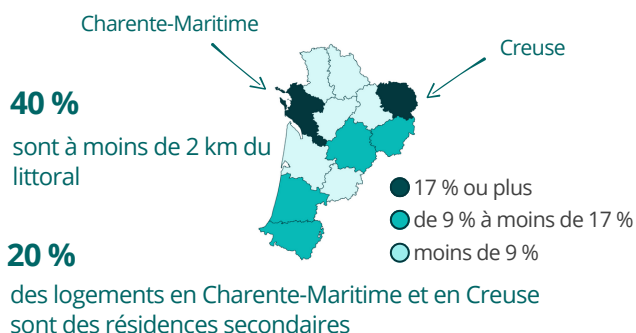 Charente-Maritime
Creuse
40 %
sont à moins de 2 km du
littoral
17 % ou plus
de 9 % à moins de 17 %
moins de 9 %
20 %
des logements en Charente-Maritime et en Creuse
sont des résidences secondaires